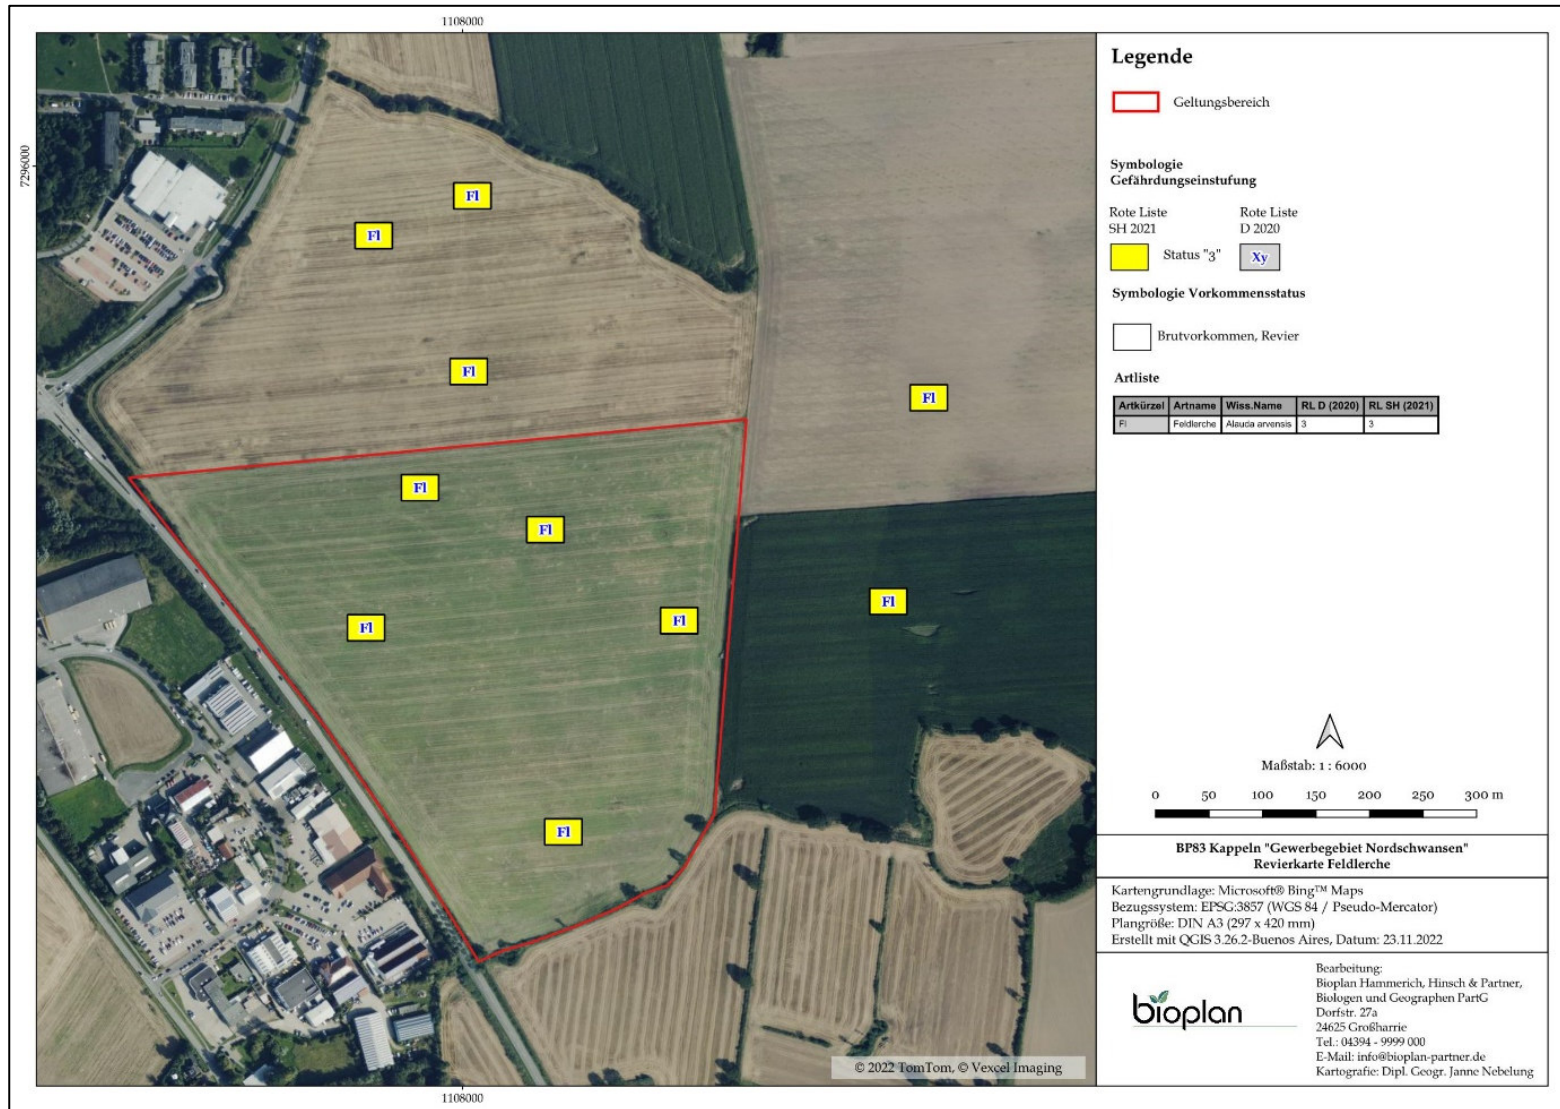 1108000
7296000
Fl
Fl
Fl
Fl
Fl
Fl
Fl
Fl
Fl
Fl
© 2022 TomTom, © Vexcel Imaging
1108000
Legende
Geltungsbereich
Symbologie
Gefährdungseinstufung
Rote Liste
SH 2021
Rote Liste
D 2020
Status "3"
Xy
Symbologie Vorkommensstatus
Brutvorkommen, Revier
Artliste
Artkürzel Artname Wiss.Name RL D (2020) RL SH (2021)
Fl Feldlerche Alauda arvensis 3 3
Maßstab: 1 : 6000
0 50 100 150 200 250 300 m
BP83 Kappeln "Gewerbegebiet Nordschwansen"
Revierkarte Feldlerche
Kartengrundlage: Microsoft® Bing™ Maps
Bezugssystem: EPSG:3857 (WGS 84 / Pseudo-Mercator)
Plangröße: DIN A3 (297 x 420 mm)
Erstellt mit QGIS 3.26.2-Buenos Aires, Datum: 23.11.2022
bioplan
Bearbeitung:
Bioplan Hammerich, Hinsch & Partner,
Biologen und Geographen PartG
Dorfstr. 27a
24625 Großharrie
Tel.: 04394 - 9999 000
E-Mail: info@bioplan-partner.de
Kartografie: Dipl. Geogr. Janne Nebelung